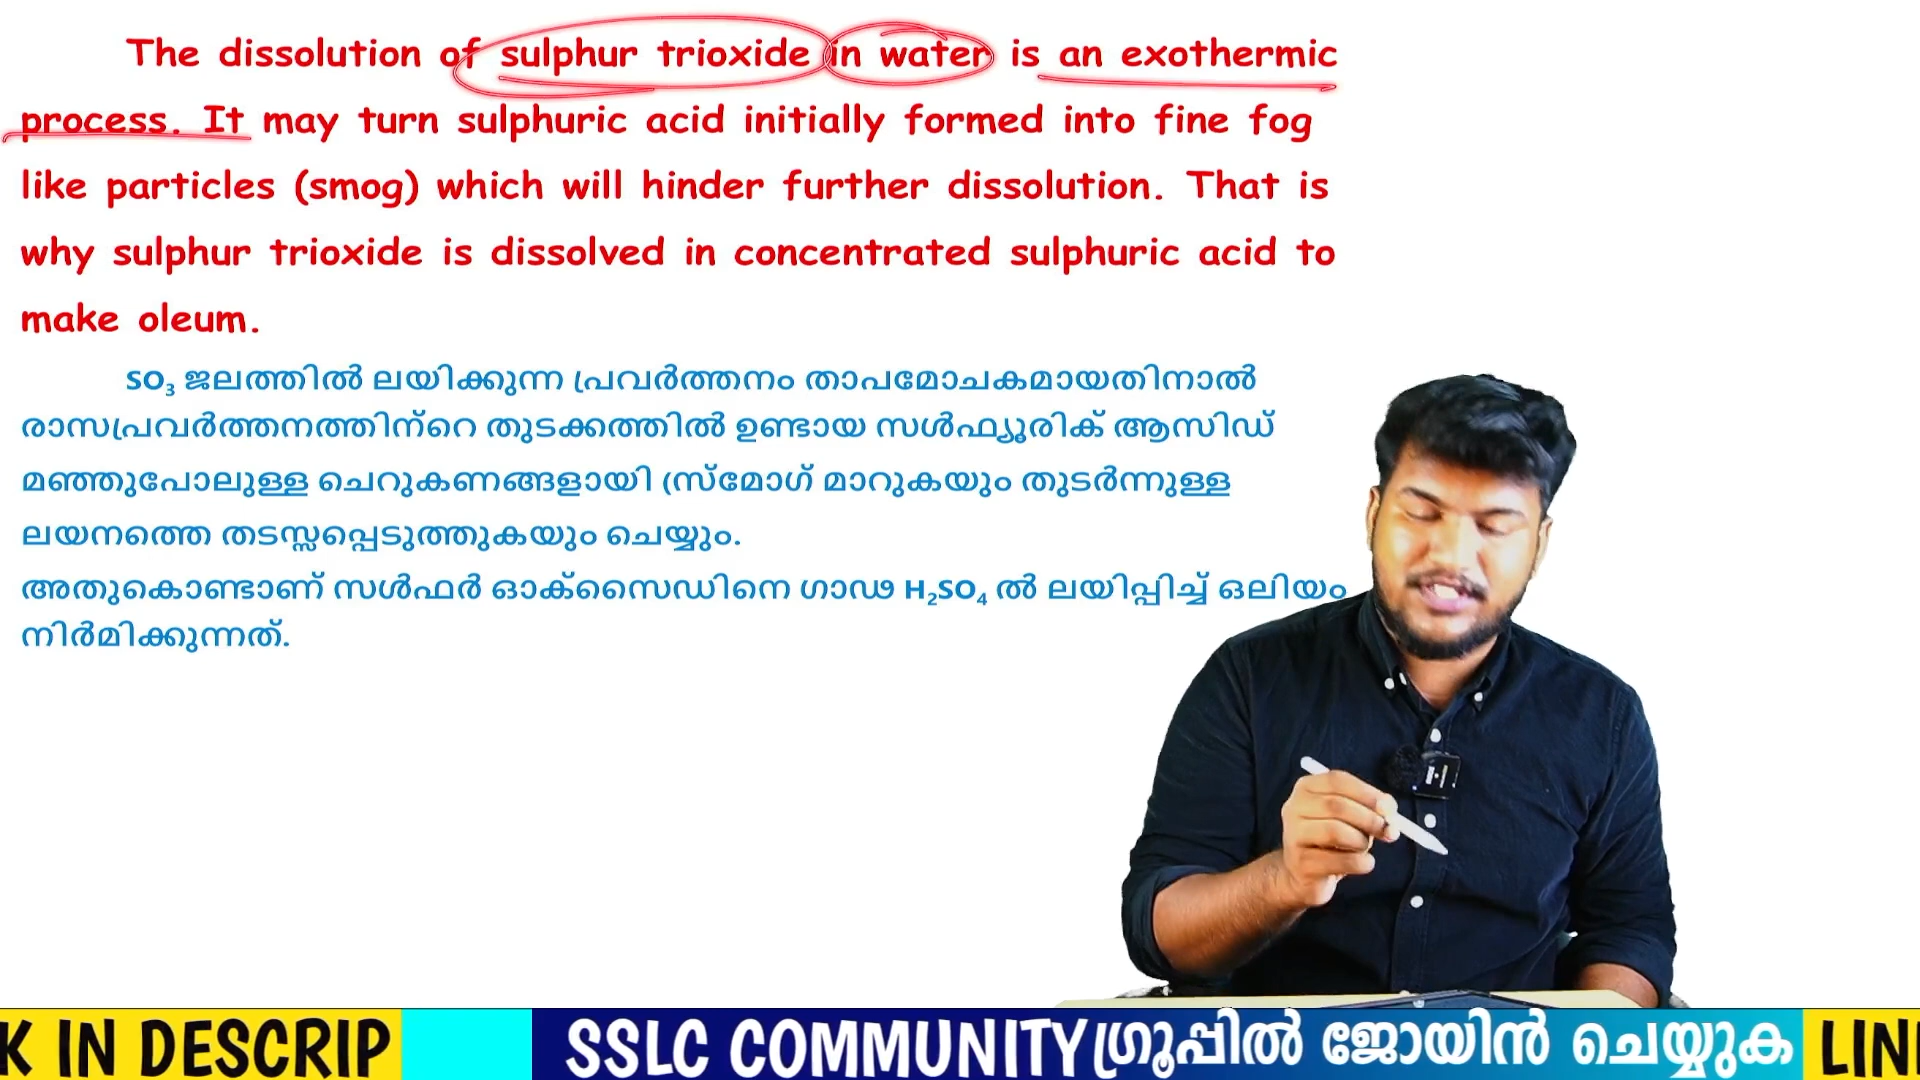 The dissolution of sulphur trioxide in water is an exothermic
process. It may turn sulphuric acid initially formed into fine fog
like particles (smog) which will hinder further dissolution. That is
why sulphur trioxide is dissolved in concentrated sulphuric acid to
make oleum.
SO₃ ജലത്തിൽ ലയിക്കുന്ന പ്രവർത്തനം താപമോചകമായതിനാൽ
രാസപ്രവർത്തനത്തിന്റെ തുടക്കത്തിൽ ഉണ്ടായ സൾഫ്യൂരിക് ആസിഡ്
മഞ്ഞുപോലുള്ള ചെറുകണങ്ങളായി (സ്മോഗ് മാറുകയും തുടർന്നുള്ള
ലയനത്തെ തടസ്സപ്പെടുത്തുകയും ചെയ്യും.
അതുകൊണ്ടാണ് സൾഫർ ഓക്സൈഡിനെ ഗാഢ H₂SO₄ ൽ ലയിപ്പിച്ച് ഒലിയം
നിർമിക്കുന്നത്.
K IN DESCRIP SSLC COMMUNITY ഗ്രൂപ്പിൽ ജോയിൻ ചെയ്യുക LIN